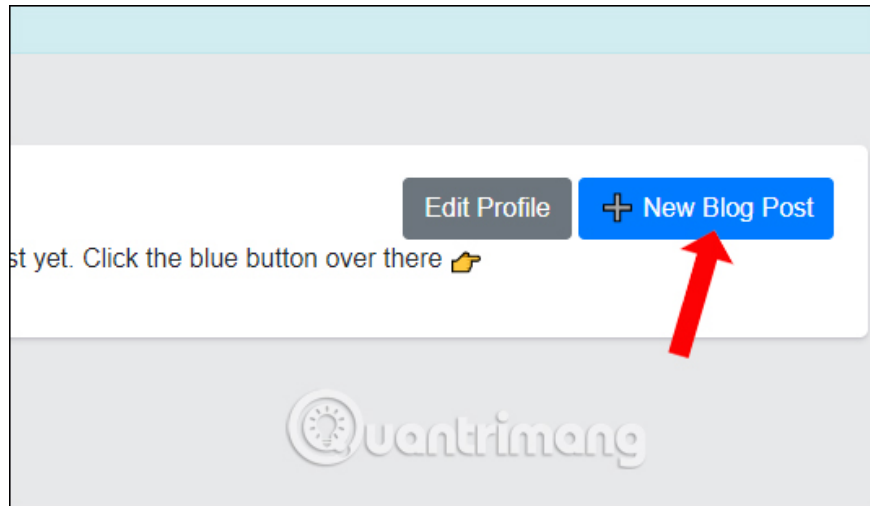 Edit Profile
New Blog Post
st yet. Click the blue button over there 👉
Quantrimang